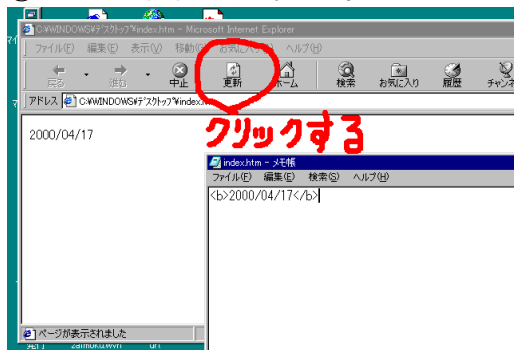 C:¥WINDOWS¥ﾃﾞｽｸﾄｯﾌﾟ¥index.htm - Microsoft Internet Explorer
ファイル(F) 編集(E) 表示(V) 移動(G) お気に入り ヘルプ(H)
戻る 進む 中止 更新 ホーム 検索 お気に入り 履歴 チャンネ
アドレス C:¥WINDOWS¥ﾃﾞｽｸﾄｯﾌﾟ¥index.
2000/04/17
クリックする
index.htm - メモ帳
ファイル(F) 編集(E) 検索(S) ヘルプ(H)
<b>2000/04/17</b>
ページが表示されました